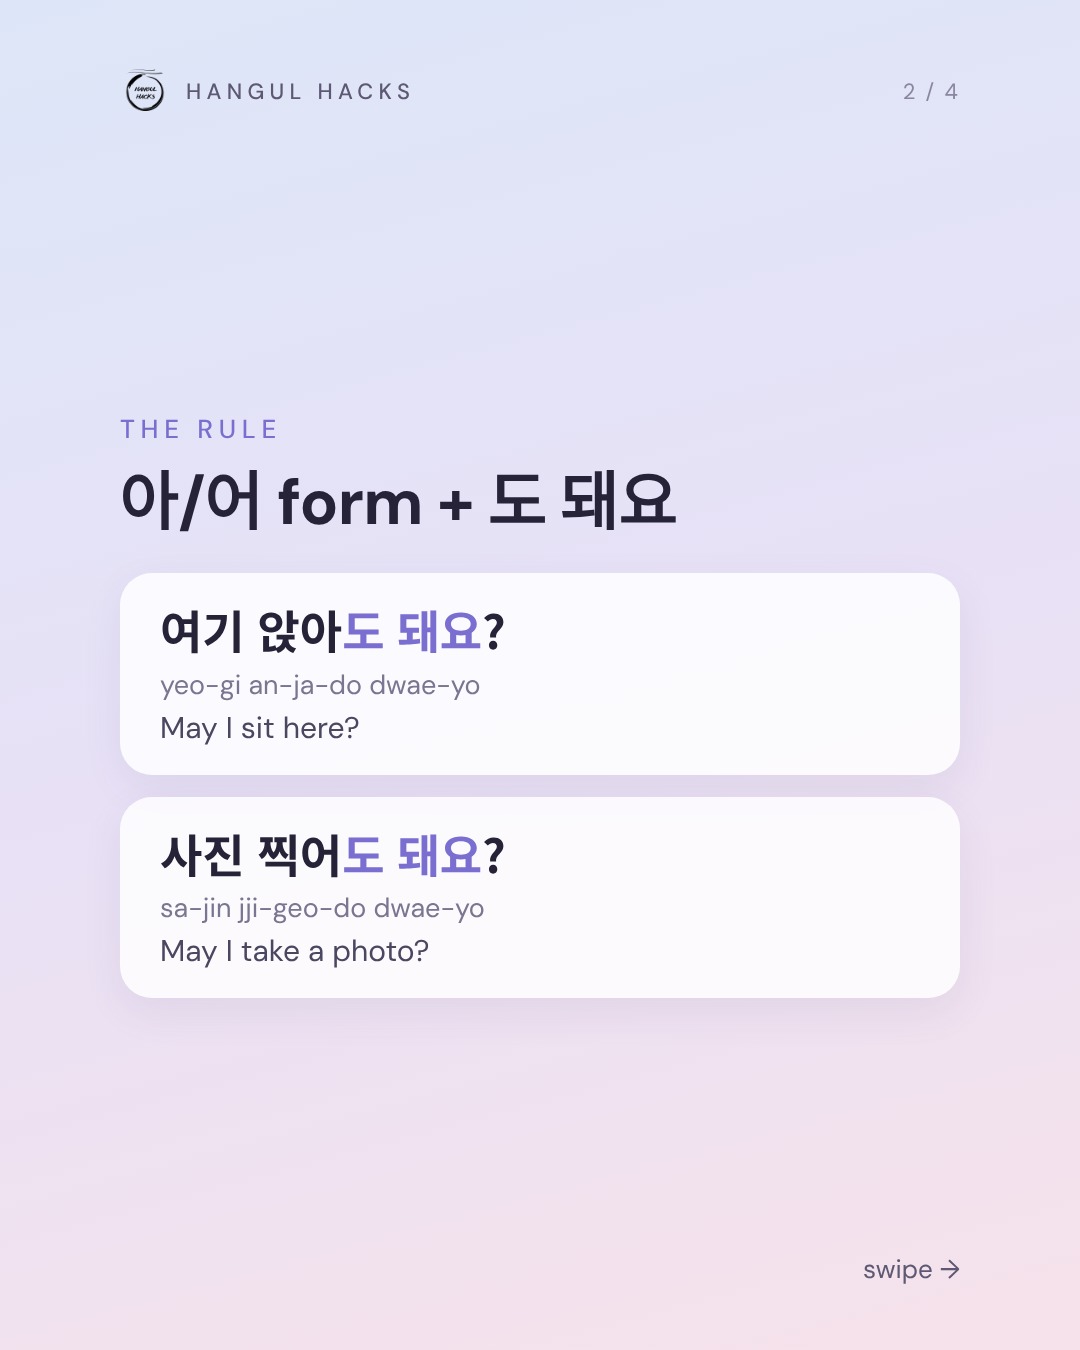 HANGUL HACKS
HANGUL HACKS
2 / 4
THE RULE
아/어 form + 도 돼요
여기 앉아도 돼요?
yeo-gi an-ja-do dwae-yo
May I sit here?
사진 찍어도 돼요?
sa-jin jji-geo-do dwae-yo
May I take a photo?
swipe →